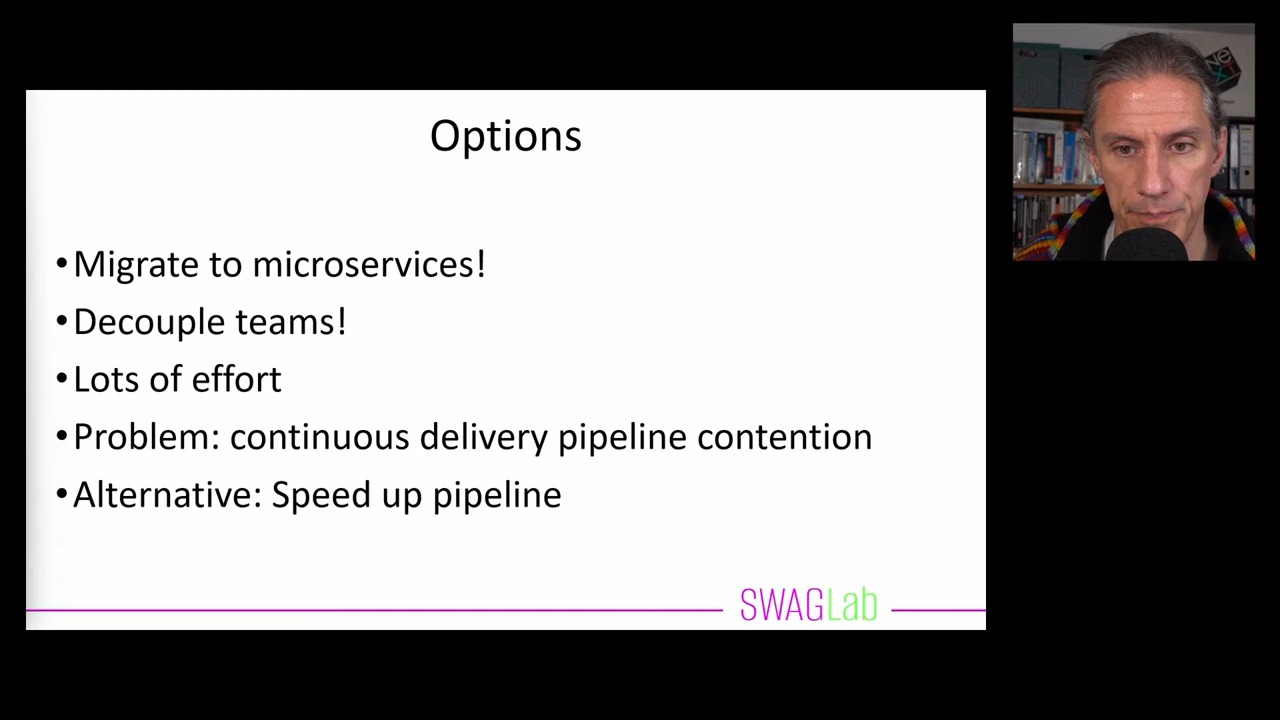 Options
•Migrate to microservices!
•Decouple teams!
•Lots of effort
•Problem: continuous delivery pipeline contention
•Alternative: Speed up pipeline
SWAGLab
NeXT